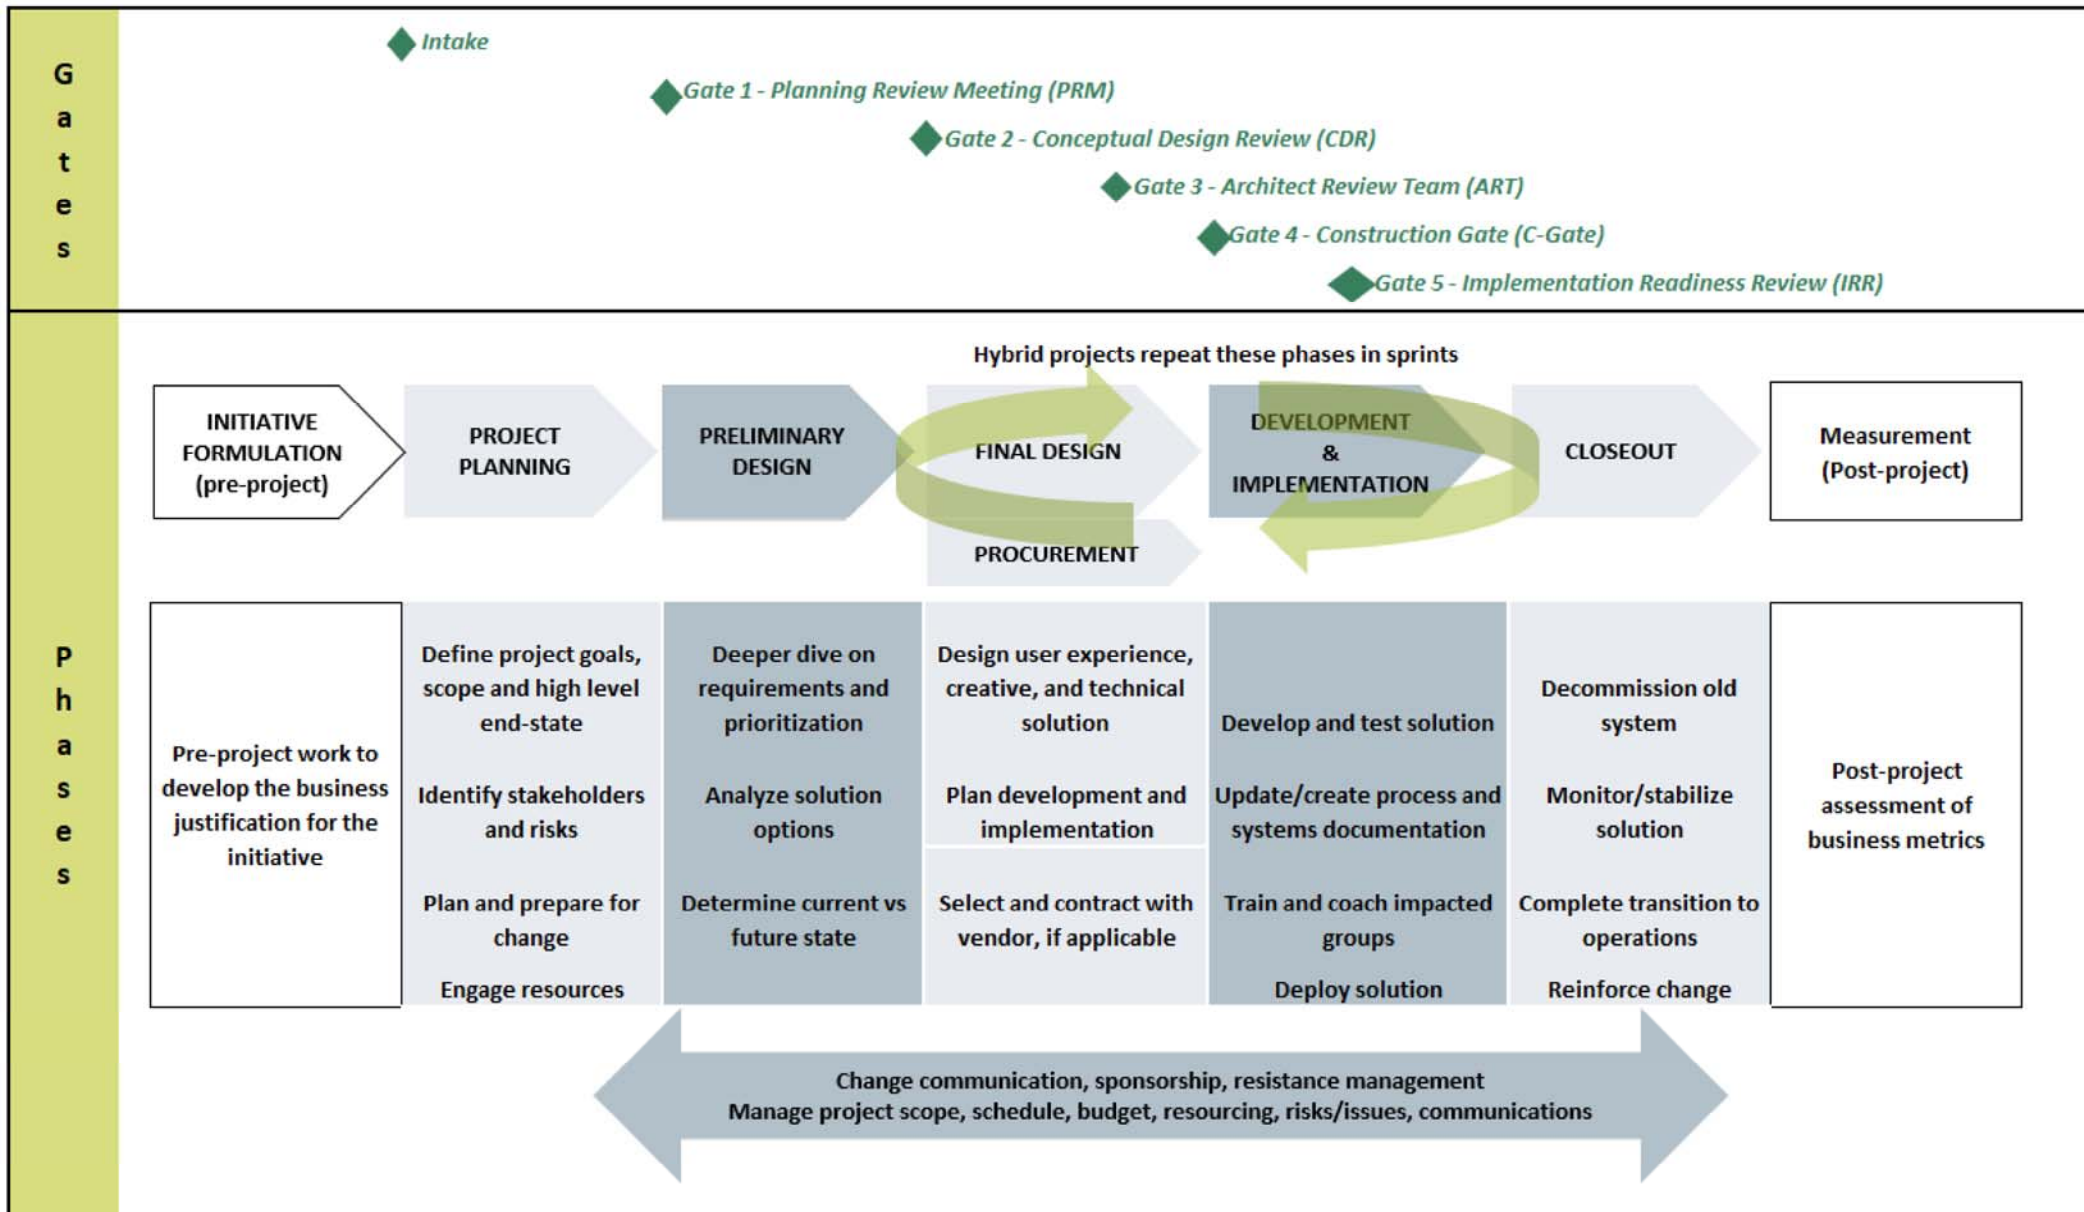 Gates
Intake
Gate 1 - Planning Review Meeting (PRM)
Gate 2 - Conceptual Design Review (CDR)
Gate 3 - Architect Review Team (ART)
Gate 4 - Construction Gate (C-Gate)
Gate 5 - Implementation Readiness Review (IRR)
Phases
Hybrid projects repeat these phases in sprints
INITIATIVE
FORMULATION
(pre-project)
PROJECT
PLANNING
PRELIMINARY
DESIGN
FINAL DESIGN
PROCUREMENT
DEVELOPMENT
&
IMPLEMENTATION
CLOSEOUT
Measurement
(Post-project)
Pre-project work to
develop the business
justification for the
initiative
Define project goals,
scope and high level
end-state
Identify stakeholders
and risks
Plan and prepare for
change
Engage resources
Deeper dive on
requirements and
prioritization
Analyze solution
options
Determine current vs
future state
Design user experience,
creative, and technical
solution
Plan development and
implementation
Select and contract with
vendor, if applicable
Develop and test solution
Update/create process and
systems documentation
Train and coach impacted
groups
Deploy solution
Decommission old
system
Monitor/stabilize
solution
Complete transition to
operations
Reinforce change
Post-project
assessment of
business metrics
Change communication, sponsorship, resistance management
Manage project scope, schedule, budget, resourcing, risks/issues, communications